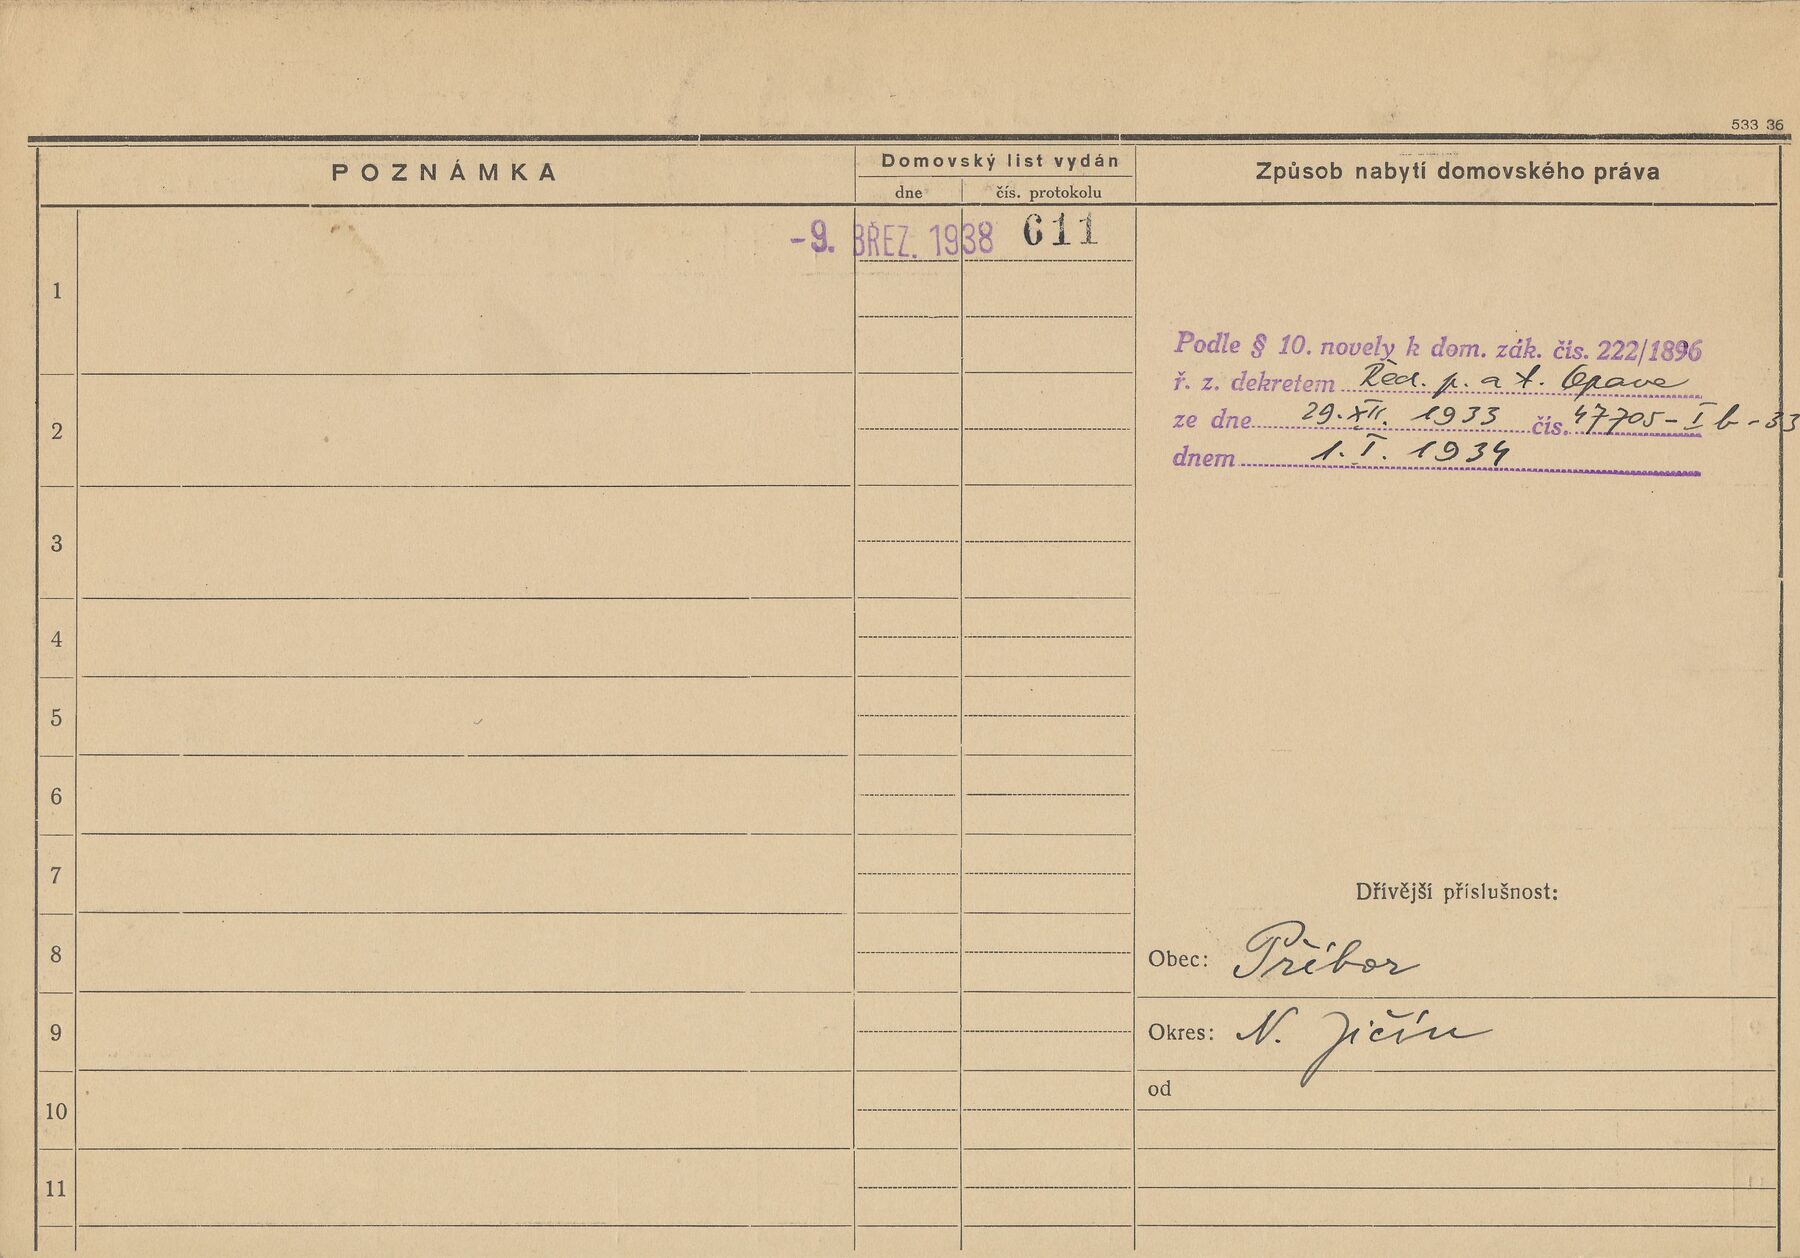 533 36
POZNÁMKA
Domovský list vydán
dne
čís. protokolu
Způsob nabytí domovského práva
-9. BŘEZ. 1938
611
1
Podle § 10. novely k dom. zák. čís. 222/1896
ř. z. dekretem Řed. p. a t. Opava
ze dne 29. XII. 1933 čís. 47705-I b-33
dnem 1. I. 1934
2
3
4
5
6
7
Dřívější příslušnost:
8
Obec: Příbor
9
Okres: N. Jičín
od
10
11